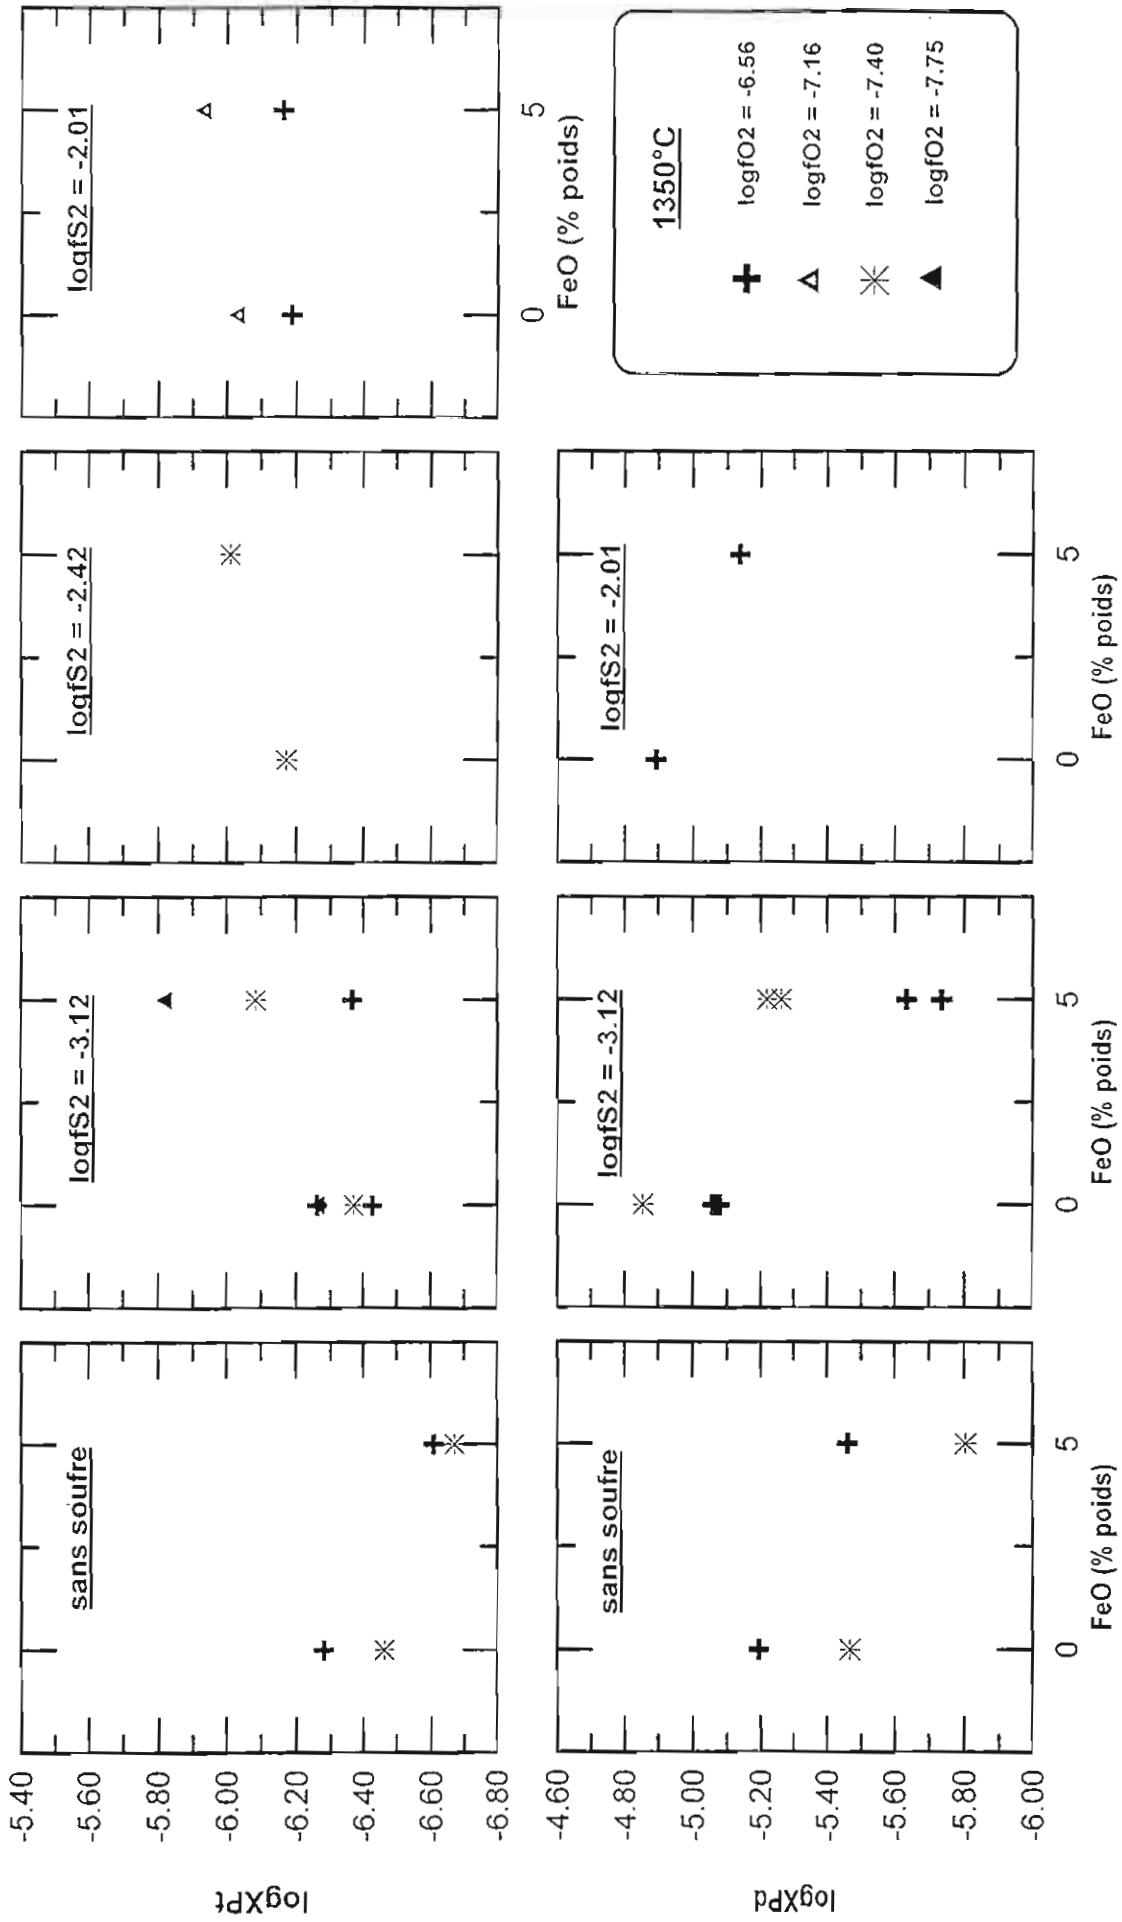 logXPt
-5.40
-5.60
-5.80
-6.00
-6.20
-6.40
-6.60
-6.80
sans soufre
logfS2 = -3.12
logfS2 = -2.42
logfS2 = -2.01
0
5
FeO (% poids)
logXPd
-4.60
-4.80
-5.00
-5.20
-5.40
-5.60
-5.80
-6.00
sans soufre
0
5
FeO (% poids)
logfS2 = -3.12
0
5
FeO (% poids)
logfS2 = -2.01
0
5
FeO (% poids)
1350°C
logfO2 = -6.56
logfO2 = -7.16
logfO2 = -7.40
logfO2 = -7.75